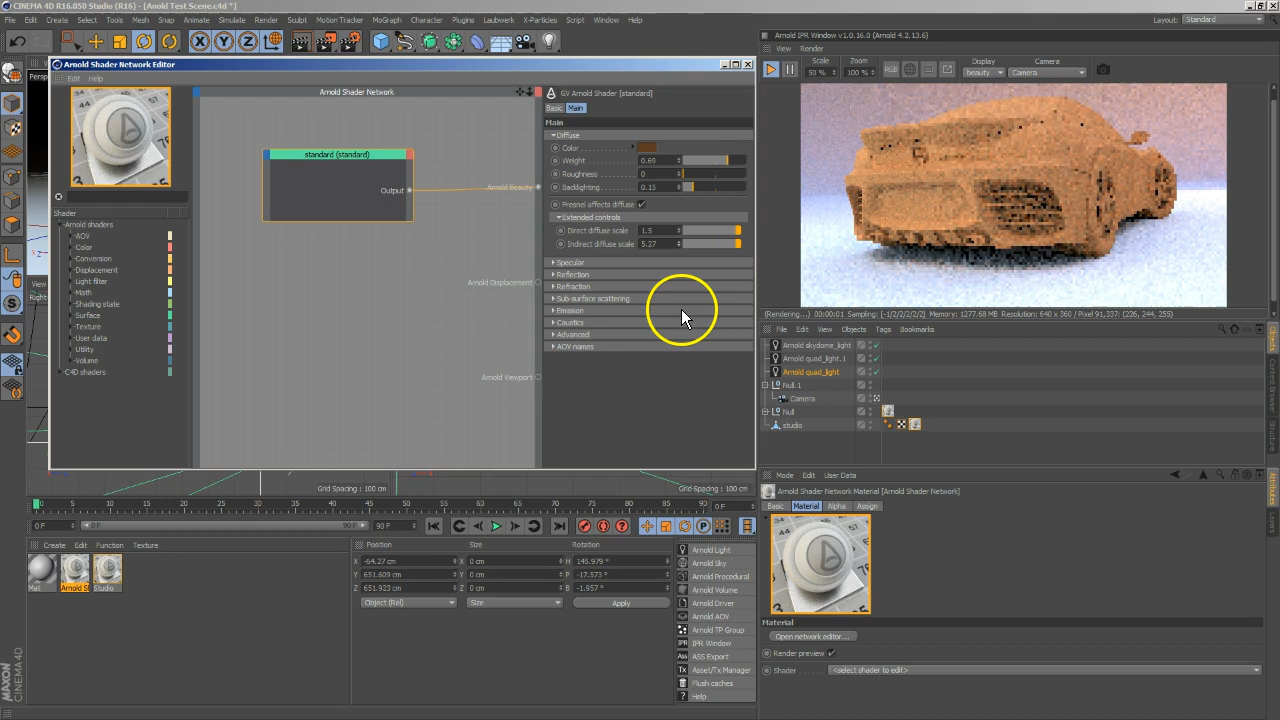 CINEMA 4D R16.050 Studio (R16) - [Arnold Test Scene.c4d *]
File Edit Create Select Tools Mesh Snap Animate Simulate Render Sculpt Motion Tracker MoGraph Character Plugins Laubwerk X-Particles Script Window Help
Layout: Standard
Arnold IPR Window v1.0.16.0 (Arnold 4.2.13.6)
View Render
Scale Zoom Display Camera
50 % 100 % RGB beauty Camera
Arnold Shader Network Editor
Edit Help
Arnold Shader Network
standard (standard)
Output
Arnold Beauty
Arnold Displacement
Arnold Viewport
Shader
Arnold shaders
AOV
Color
Conversion
Displacement
Light filter
Math
Shading state
Surface
Texture
User data
Utility
Volume
C4D shaders
GV Arnold Shader [standard]
Basic Main
Main
Diffuse
Color
Weight 0.69
Roughness 0
Backlighting 0.15
Fresnel affects diffuse
Extended controls
Direct diffuse scale 1.5
Indirect diffuse scale 5.27
Specular
Reflection
Refraction
Sub-surface scattering
Emission
Caustics
Advanced
AOV names
(Rendering...) 00:00:01 [-1/2/2/2/2/2] Memory: 1277.68 MB Resolution: 640 x 360 / Pixel 91,337: (226, 244, 255)
File Edit View Objects Tags Bookmarks
Arnold skydome_light
Arnold quad_light.1
Arnold quad_light
Null.1
Camera
Null
studio
Objects
Content Browser
Structure
Persp
View
Right
Grid Spacing : 100 cm Grid Spacing : 100 cm
0 5 10 15 20 25 30 35 40 45 50 55 60 65 70 75 80 85 90 0 F
0 F 0 F 90 F 90 F
Create Edit Function Texture
Mat Arnold S Studio
Position Size Rotation
X -64.27 cm X 0 cm H 145.979 °
Y 651.609 cm Y 0 cm P -17.573 °
Z 651.923 cm Z 0 cm B -1.957 °
Object (Rel) Size Apply
Arnold Light
Arnold Sky
Arnold Procedural
Arnold Volume
Arnold Driver
Arnold AOV
Arnold TP Group
IPR Window
ASS Export
Asset/Tx Manager
Flush caches
Help
Mode Edit User Data
Arnold Shader Network Material [Arnold Shader Network]
Basic Material Alpha Assign
Material
Open network editor...
Render preview
Shader <select shader to edit>
Attributes
Layers
MAXON
CINEMA 4D